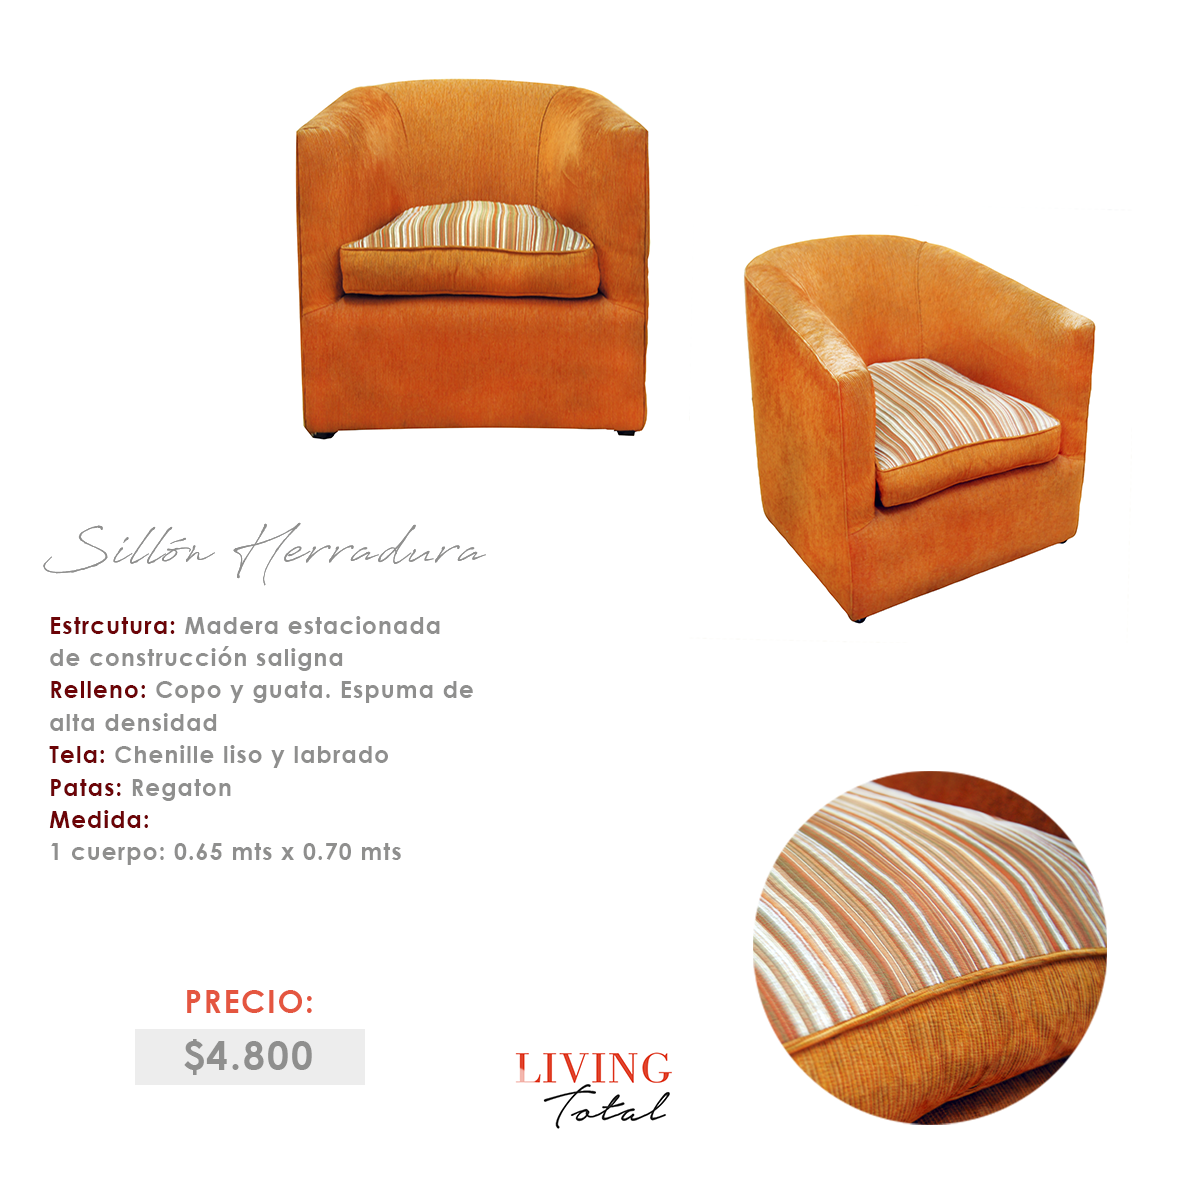 Sillón Herradura
Estrcutura: Madera estacionada
de construcción saligna
Relleno: Copo y guata. Espuma de
alta densidad
Tela: Chenille liso y labrado
Patas: Regaton
Medida:
1 cuerpo: 0.65 mts x 0.70 mts
PRECIO:
$4.800
LIVING
Total